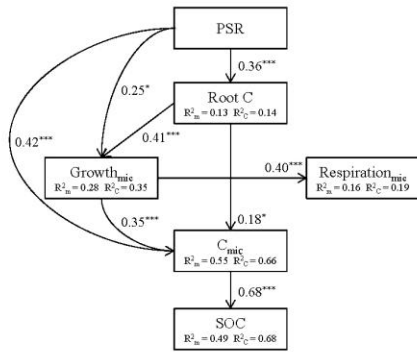 PSR
0.36***
0.25*
Root C
R²m = 0.13 R²C = 0.14
0.42***
0.41***
Growthmic
R²m = 0.28 R²C = 0.35
0.40***
Respirationmic
R²m = 0.16 R²C = 0.19
0.35***
0.18*
Cmic
R²m = 0.55 R²C = 0.66
0.68***
SOC
R²m = 0.49 R²C = 0.68